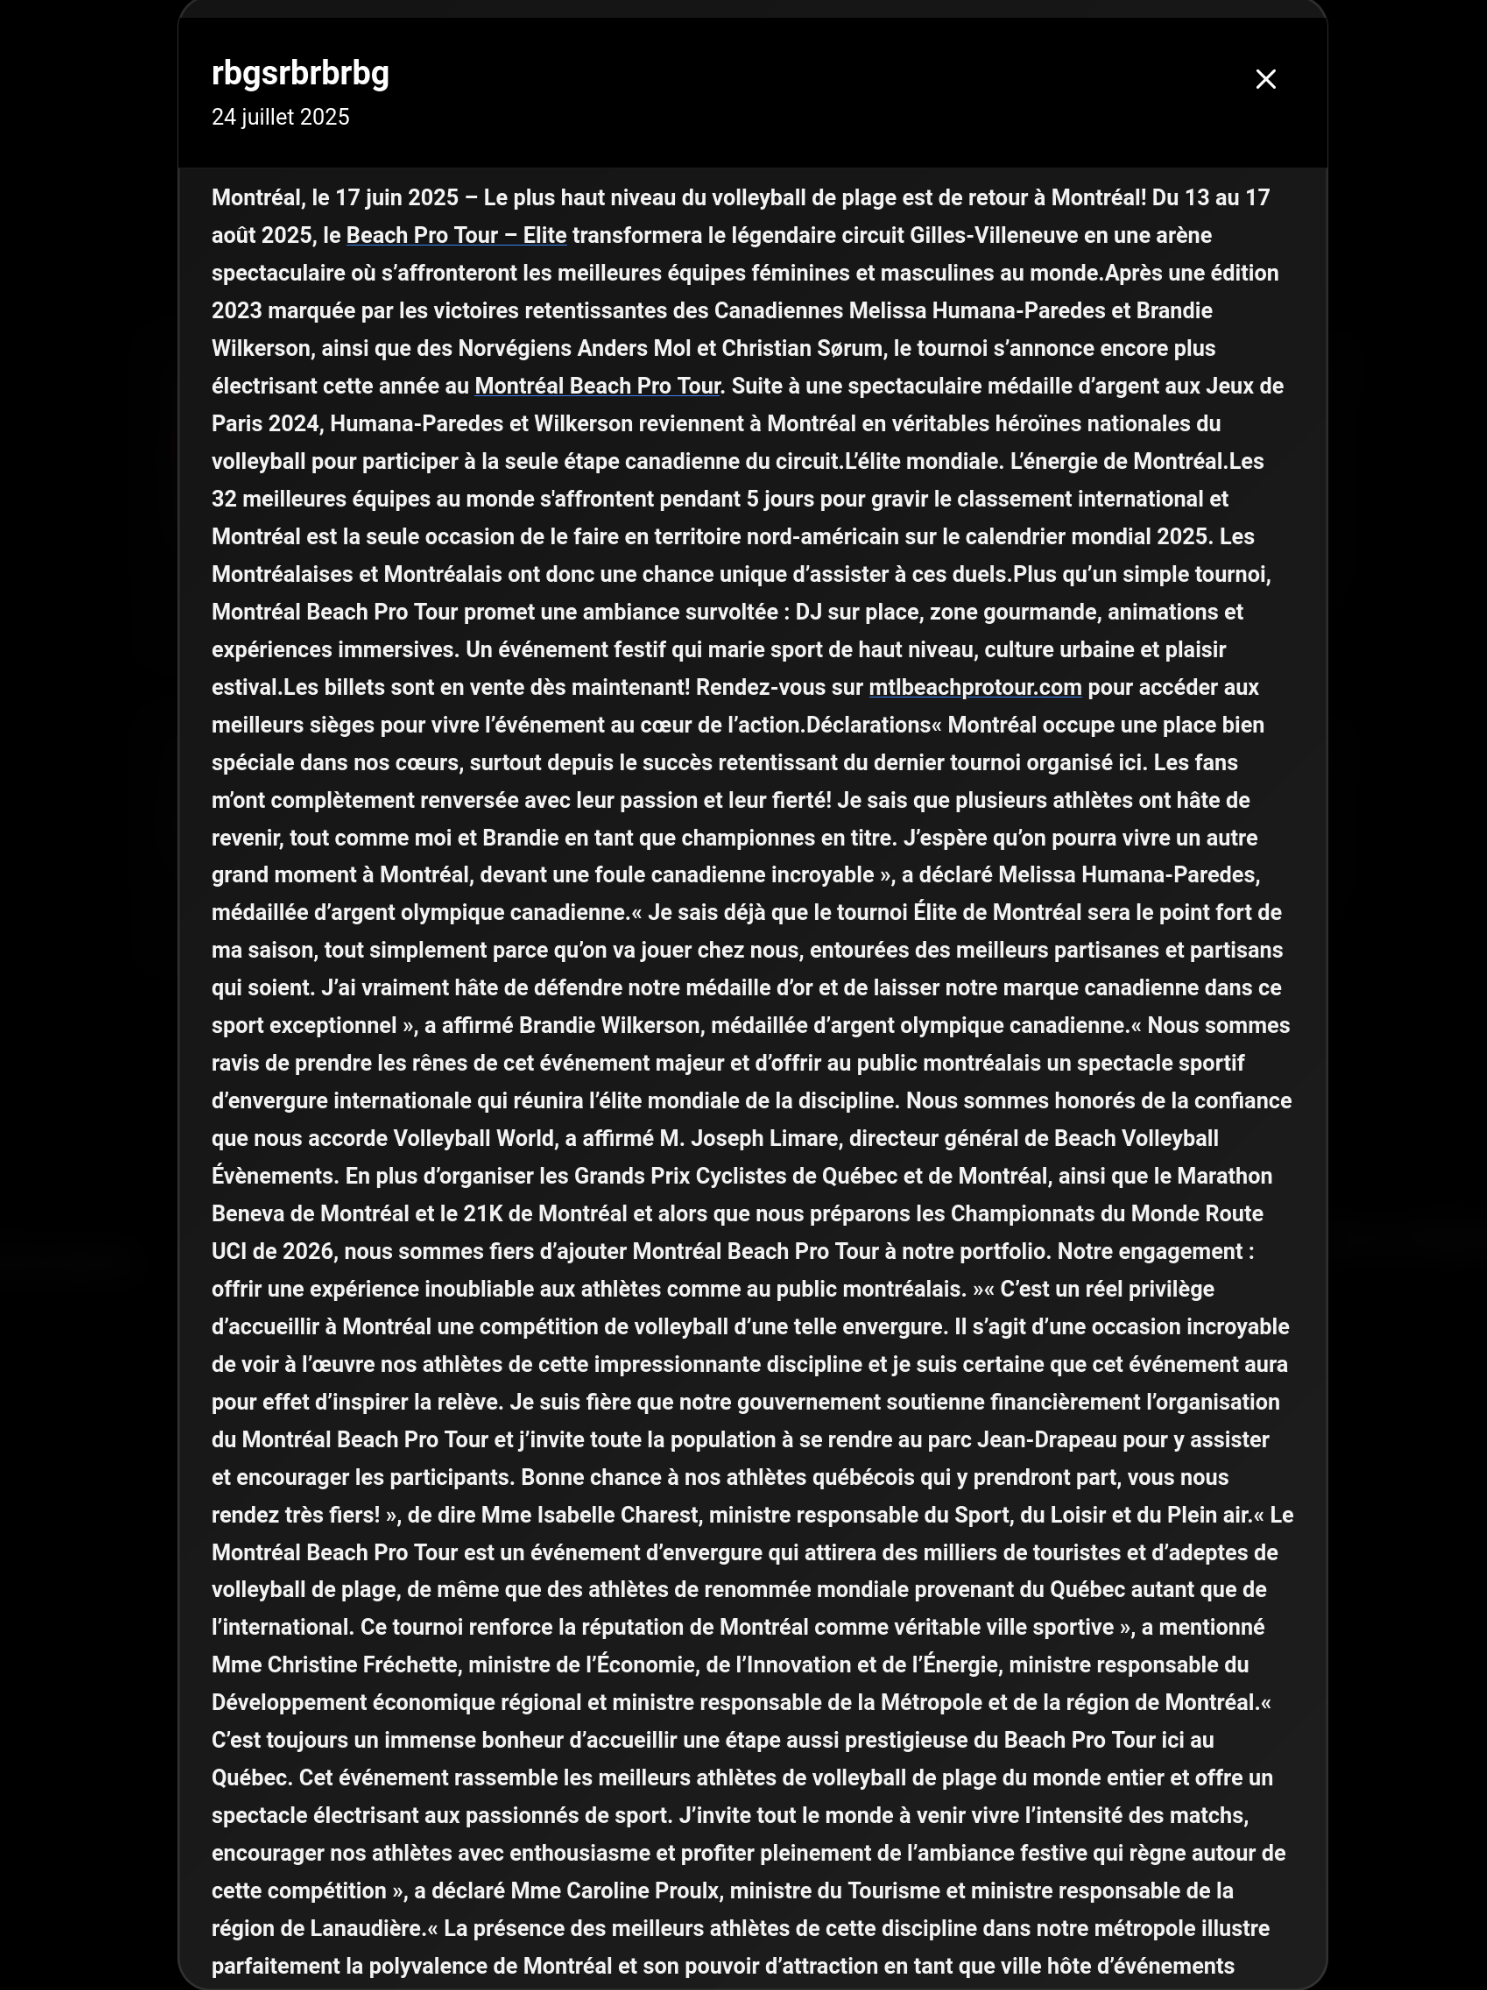 rbgsrbrbrbg
24 juillet 2025
Montréal, le 17 juin 2025 – Le plus haut niveau du volleyball de plage est de retour à Montréal! Du 13 au 17
août 2025, le Beach Pro Tour – Elite transformera le légendaire circuit Gilles-Villeneuve en une arène
spectaculaire où s’affronteront les meilleures équipes féminines et masculines au monde.Après une édition
2023 marquée par les victoires retentissantes des Canadiennes Melissa Humana-Paredes et Brandie
Wilkerson, ainsi que des Norvégiens Anders Mol et Christian Sørum, le tournoi s’annonce encore plus
électrisant cette année au Montréal Beach Pro Tour. Suite à une spectaculaire médaille d’argent aux Jeux de
Paris 2024, Humana-Paredes et Wilkerson reviennent à Montréal en véritables héroïnes nationales du
volleyball pour participer à la seule étape canadienne du circuit.L’élite mondiale. L’énergie de Montréal.Les
32 meilleures équipes au monde s'affrontent pendant 5 jours pour gravir le classement international et
Montréal est la seule occasion de le faire en territoire nord-américain sur le calendrier mondial 2025. Les
Montréalaises et Montréalais ont donc une chance unique d’assister à ces duels.Plus qu’un simple tournoi,
Montréal Beach Pro Tour promet une ambiance survoltée : DJ sur place, zone gourmande, animations et
expériences immersives. Un événement festif qui marie sport de haut niveau, culture urbaine et plaisir
estival.Les billets sont en vente dès maintenant! Rendez-vous sur mtlbeachprotour.com pour accéder aux
meilleurs sièges pour vivre l’événement au cœur de l’action.Déclarations« Montréal occupe une place bien
spéciale dans nos cœurs, surtout depuis le succès retentissant du dernier tournoi organisé ici. Les fans
m’ont complètement renversée avec leur passion et leur fierté! Je sais que plusieurs athlètes ont hâte de
revenir, tout comme moi et Brandie en tant que championnes en titre. J’espère qu’on pourra vivre un autre
grand moment à Montréal, devant une foule canadienne incroyable », a déclaré Melissa Humana-Paredes,
médaillée d’argent olympique canadienne.« Je sais déjà que le tournoi Élite de Montréal sera le point fort de
ma saison, tout simplement parce qu’on va jouer chez nous, entourées des meilleurs partisanes et partisans
qui soient. J’ai vraiment hâte de défendre notre médaille d’or et de laisser notre marque canadienne dans ce
sport exceptionnel », a affirmé Brandie Wilkerson, médaillée d’argent olympique canadienne.« Nous sommes
ravis de prendre les rênes de cet événement majeur et d’offrir au public montréalais un spectacle sportif
d’envergure internationale qui réunira l’élite mondiale de la discipline. Nous sommes honorés de la confiance
que nous accorde Volleyball World, a affirmé M. Joseph Limare, directeur général de Beach Volleyball
Évènements. En plus d’organiser les Grands Prix Cyclistes de Québec et de Montréal, ainsi que le Marathon
Beneva de Montréal et le 21K de Montréal et alors que nous préparons les Championnats du Monde Route
UCI de 2026, nous sommes fiers d’ajouter Montréal Beach Pro Tour à notre portfolio. Notre engagement :
offrir une expérience inoubliable aux athlètes comme au public montréalais. »« C’est un réel privilège
d’accueillir à Montréal une compétition de volleyball d’une telle envergure. Il s’agit d’une occasion incroyable
de voir à l’œuvre nos athlètes de cette impressionnante discipline et je suis certaine que cet événement aura
pour effet d’inspirer la relève. Je suis fière que notre gouvernement soutienne financièrement l’organisation
du Montréal Beach Pro Tour et j’invite toute la population à se rendre au parc Jean-Drapeau pour y assister
et encourager les participants. Bonne chance à nos athlètes québécois qui y prendront part, vous nous
rendez très fiers! », de dire Mme Isabelle Charest, ministre responsable du Sport, du Loisir et du Plein air.« Le
Montréal Beach Pro Tour est un événement d’envergure qui attirera des milliers de touristes et d’adeptes de
volleyball de plage, de même que des athlètes de renommée mondiale provenant du Québec autant que de
l’international. Ce tournoi renforce la réputation de Montréal comme véritable ville sportive », a mentionné
Mme Christine Fréchette, ministre de l’Économie, de l’Innovation et de l’Énergie, ministre responsable du
Développement économique régional et ministre responsable de la Métropole et de la région de Montréal.«
C’est toujours un immense bonheur d’accueillir une étape aussi prestigieuse du Beach Pro Tour ici au
Québec. Cet événement rassemble les meilleurs athlètes de volleyball de plage du monde entier et offre un
spectacle électrisant aux passionnés de sport. J’invite tout le monde à venir vivre l’intensité des matchs,
encourager nos athlètes avec enthousiasme et profiter pleinement de l’ambiance festive qui règne autour de
cette compétition », a déclaré Mme Caroline Proulx, ministre du Tourisme et ministre responsable de la
région de Lanaudière.« La présence des meilleurs athlètes de cette discipline dans notre métropole illustre
parfaitement la polyvalence de Montréal et son pouvoir d’attraction en tant que ville hôte d’événements